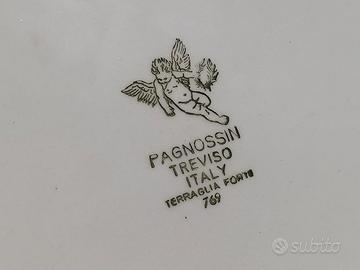 PAGNOSSIN
TREVISO
ITALY
TERRAGLIA FORTE
769
subito